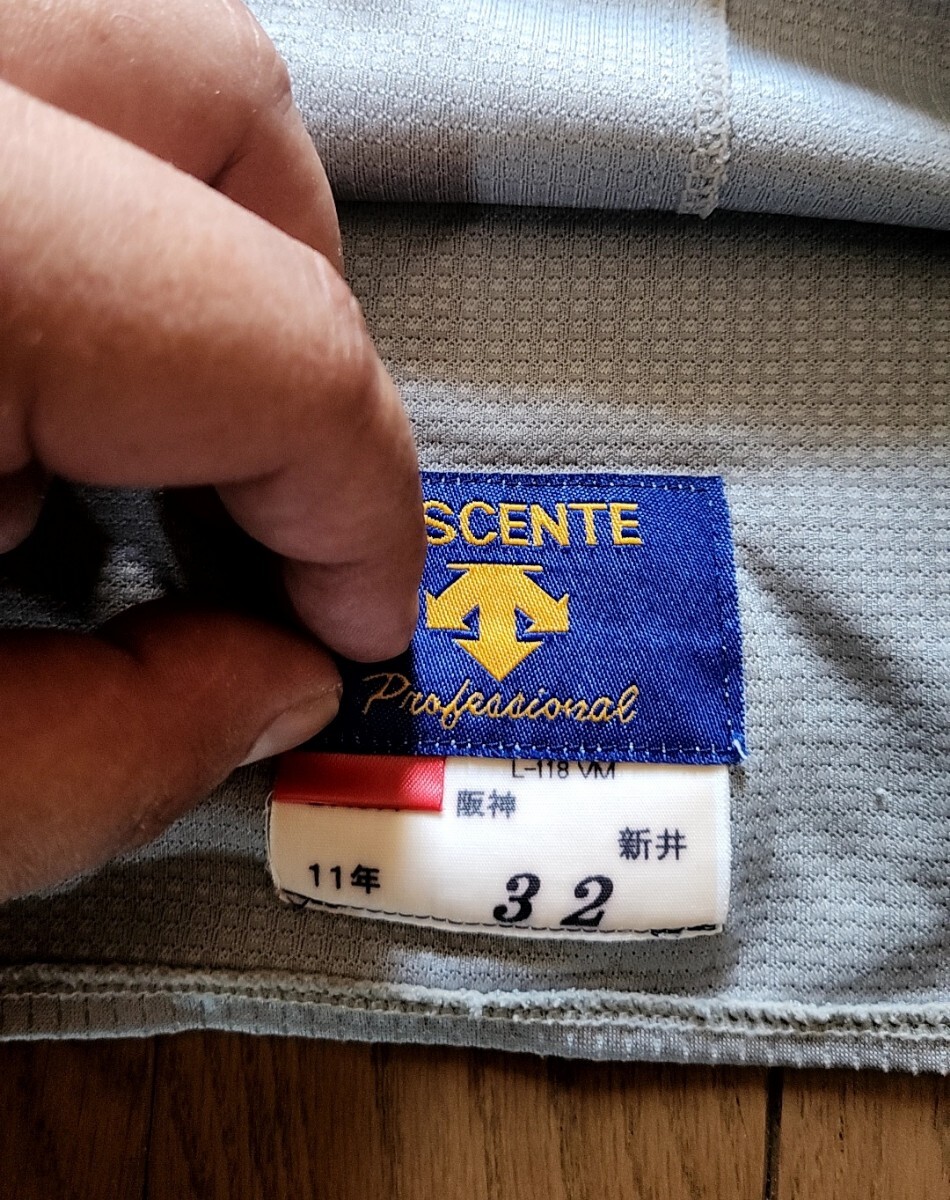 SCENTE
Professional
L-118 VM
阪神
新井
11年
32